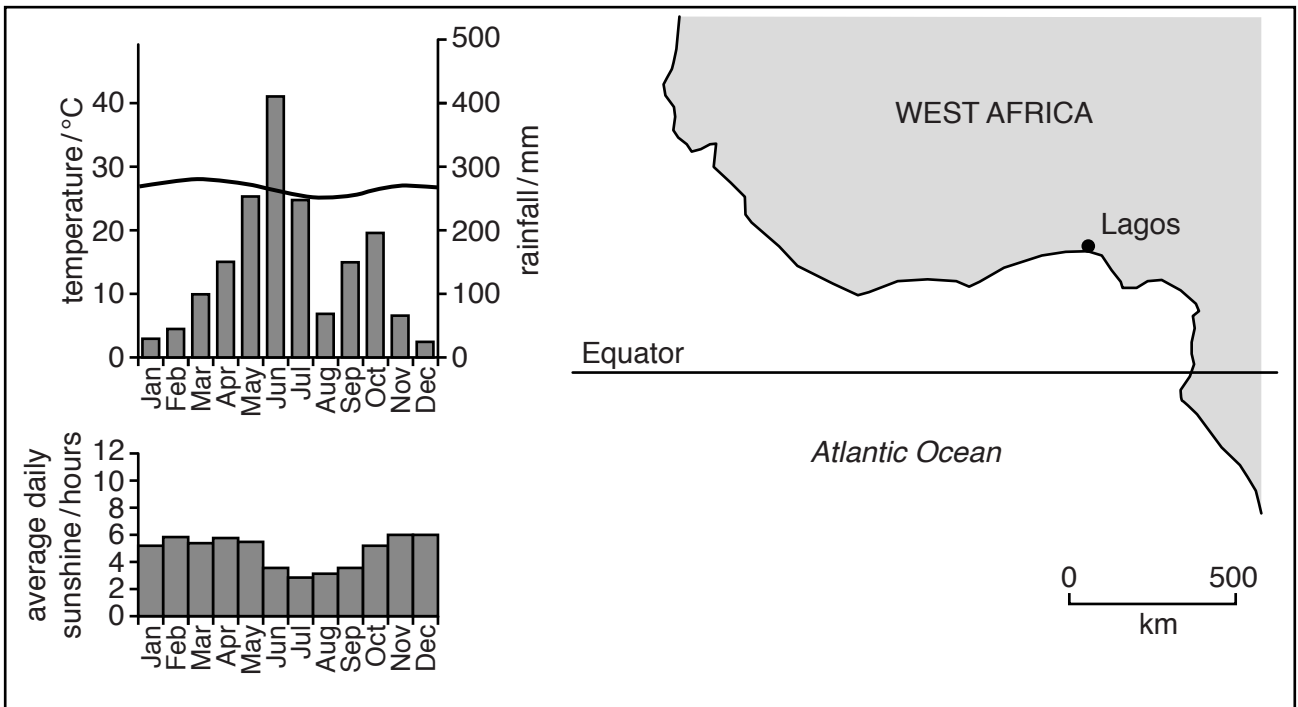 500
40
400
30
300
20
200
10
100
0
0
temperature / °C
rainfall / mm
Jan
Feb
Mar
Apr
May
Jun
Jul
Aug
Sep
Oct
Nov
Dec
12
10
8
6
4
2
0
average daily
sunshine / hours
Jan
Feb
Mar
Apr
May
Jun
Jul
Aug
Sep
Oct
Nov
Dec
WEST AFRICA
Lagos
Equator
Atlantic Ocean
0 500
km